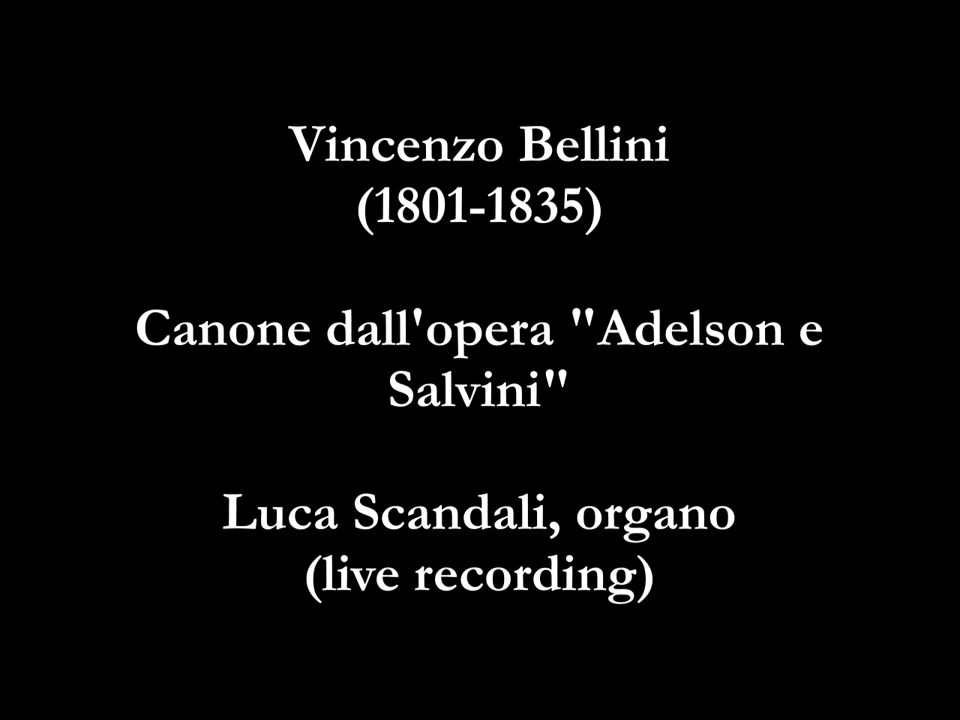 Vincenzo Bellini
(1801-1835)
Canone dall'opera "Adelson e
Salvini"
Luca Scandali, organo
(live recording)